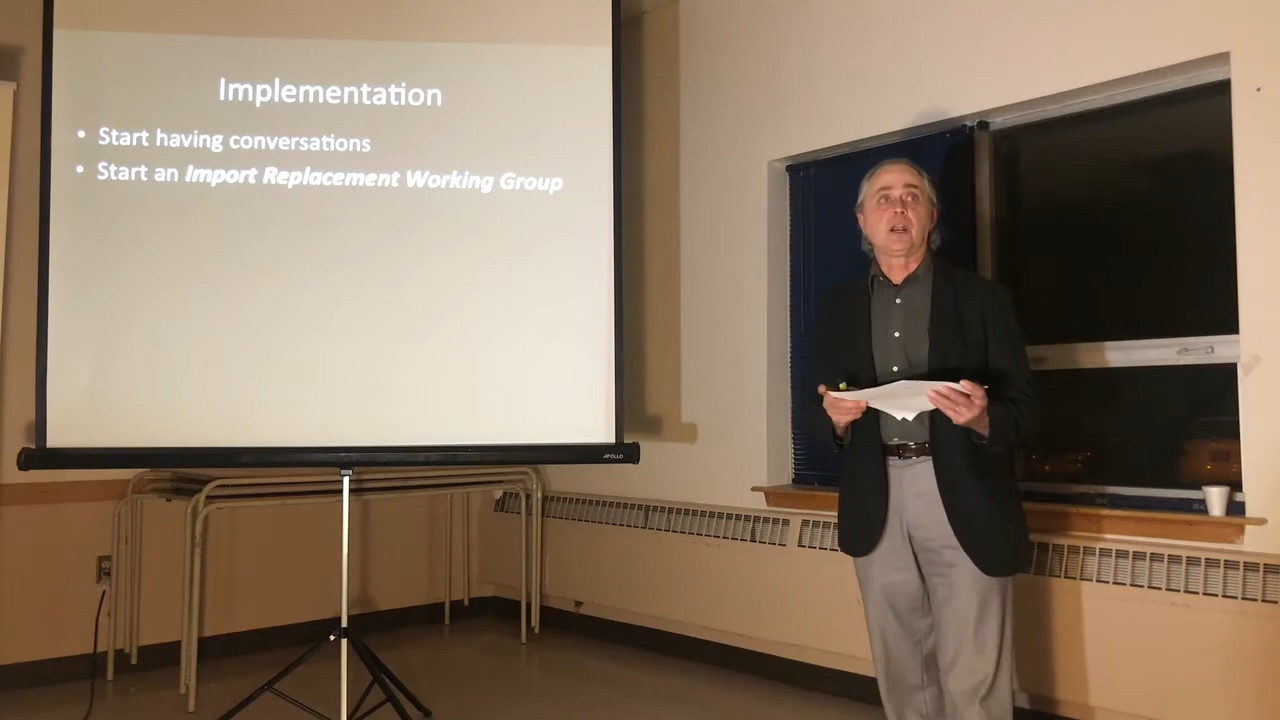 Implementation
• Start having conversations
• Start an Import Replacement Working Group
APOLLO